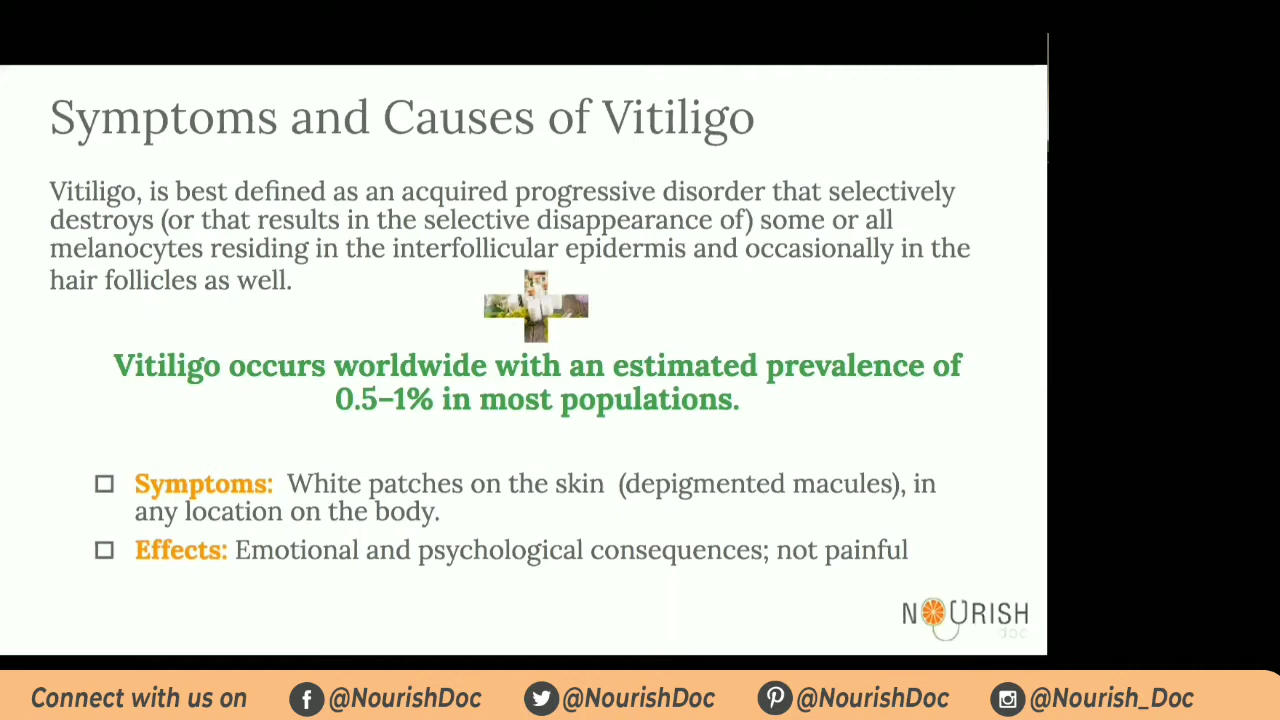 Symptoms and Causes of Vitiligo
Vitiligo, is best defined as an acquired progressive disorder that selectively
destroys (or that results in the selective disappearance of) some or all
melanocytes residing in the interfollicular epidermis and occasionally in the
hair follicles as well.
Vitiligo occurs worldwide with an estimated prevalence of
0.5–1% in most populations.
Symptoms: White patches on the skin (depigmented macules), in
any location on the body.
Effects: Emotional and psychological consequences; not painful
NOURISH
doc
Connect with us on @NourishDoc @NourishDoc @NourishDoc @Nourish_Doc